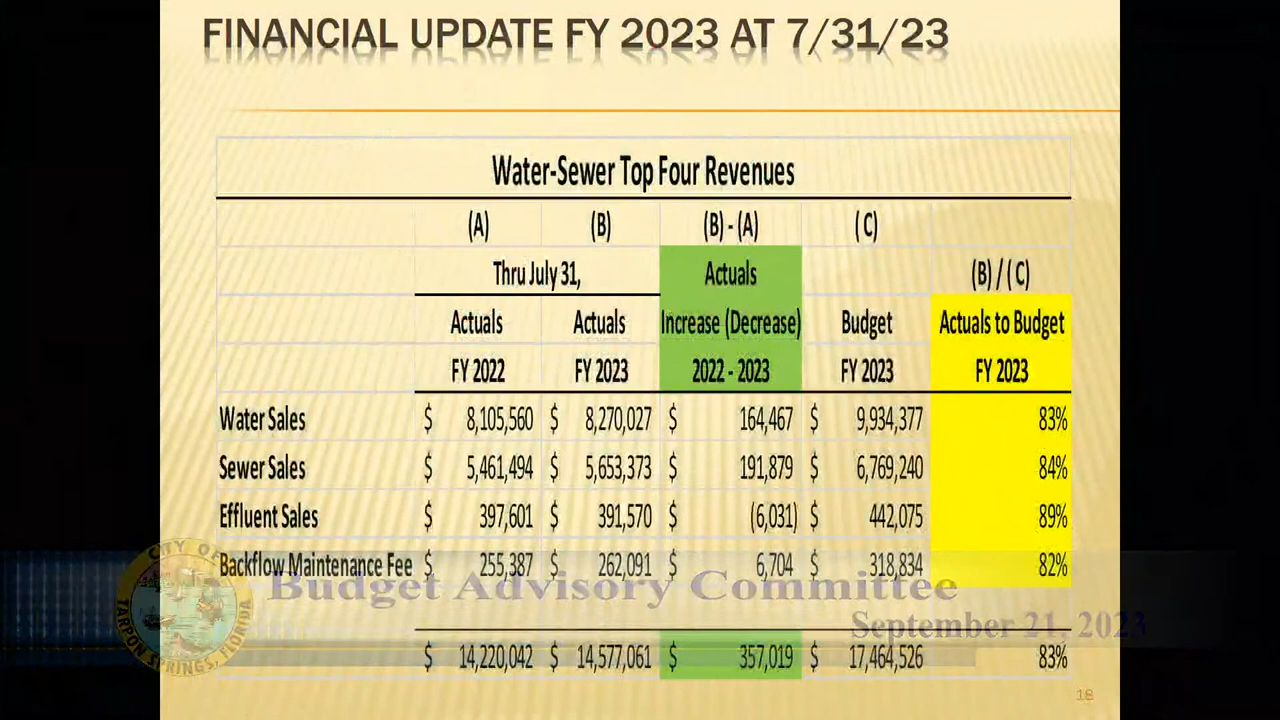 FINANCIAL UPDATE FY 2023 AT 7/31/23
Water-Sewer Top Four Revenues
(A) (B) (B) - (A) ( C)
Thru July 31, Actuals (B) / ( C)
Actuals Actuals Increase (Decrease) Budget Actuals to Budget
FY 2022 FY 2023 2022 - 2023 FY 2023 FY 2023
Water Sales $ 8,105,560 $ 8,270,027 $ 164,467 $ 9,934,377 83%
Sewer Sales $ 5,461,494 $ 5,653,373 $ 191,879 $ 6,769,240 84%
Effluent Sales $ 397,601 $ 391,570 $ (6,031) $ 442,075 89%
Backflow Maintenance Fee $ 255,387 $ 262,091 $ 6,704 $ 318,834 82%
CITY OF
TARPON SPRINGS, FLORIDA
Budget Advisory Committee
September 21, 2023
$ 14,220,042 $ 14,577,061 $ 357,019 $ 17,464,526 83%
18